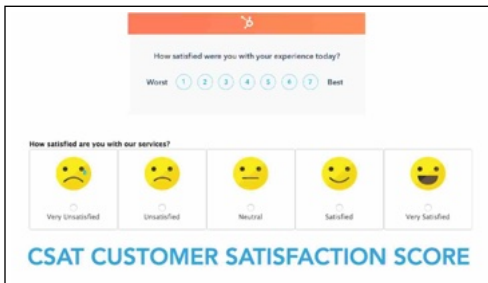 How satisfied were you with your experience today?
Worst 1 2 3 4 5 6 7 Best
How satisfied are you with our services?
Very Unsatisfied Unsatisfied Neutral Satisfied Very Satisfied
CSAT CUSTOMER SATISFACTION SCORE